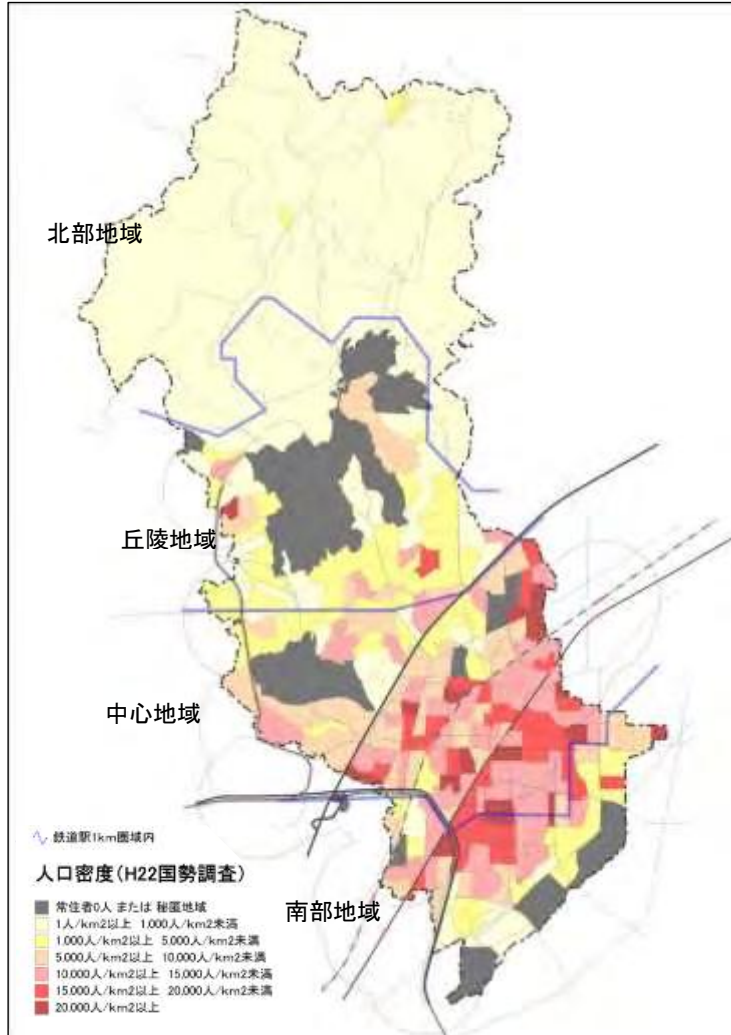 北部地域
丘陵地域
中心地域
鉄道駅1km圏域内
人口密度(H22国勢調査)
南部地域
常住者0人 または 秘匿地域
1人/km2以上 1,000人/km2未満
1,000人/km2以上 5,000人/km2未満
5,000人/km2以上 10,000人/km2未満
10,000人/km2以上 15,000人/km2未満
15,000人/km2以上 20,000人/km2未満
20,000人/km2以上